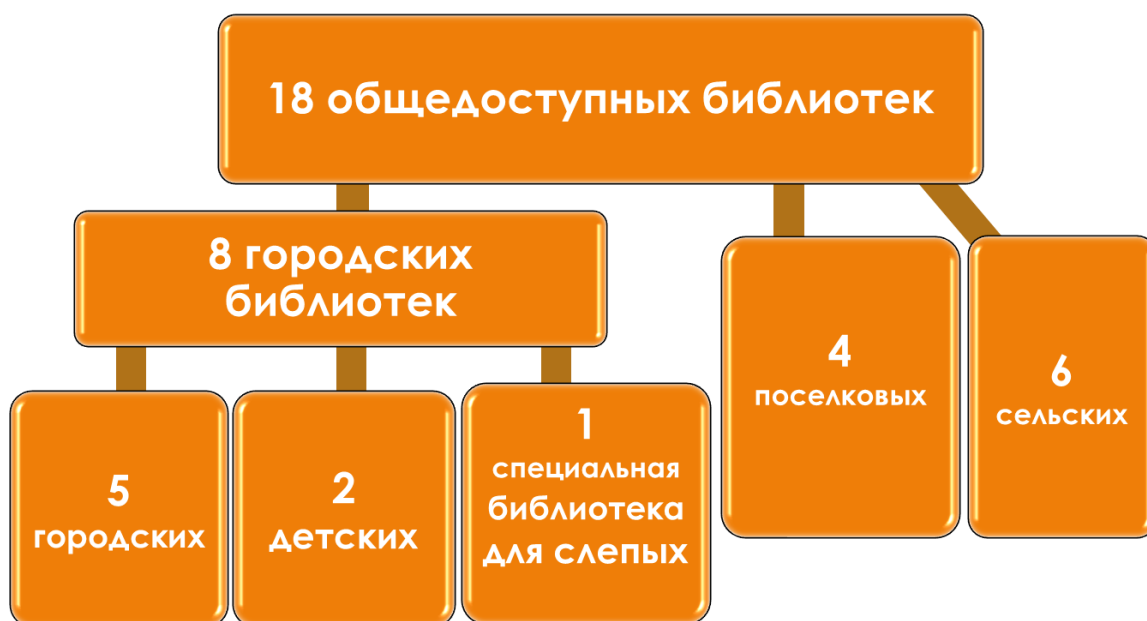 18 общедоступных библиотек
8 городских
библиотек
5
городских
2
детских
1
специальная
библиотека
для слепых
4
поселковых
6
сельских